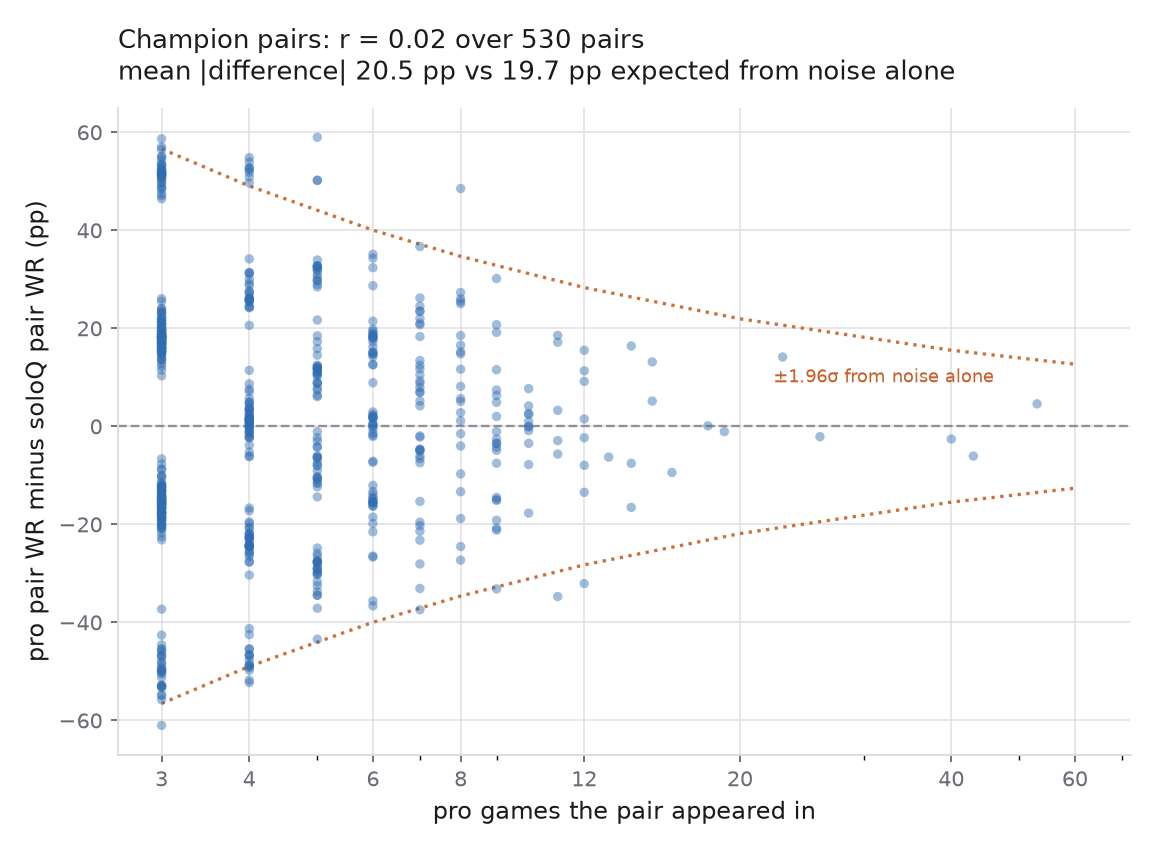 Champion pairs: r = 0.02 over 530 pairs
mean |difference| 20.5 pp vs 19.7 pp expected from noise alone
pro pair WR minus soloQ pair WR (pp)
60
40
20
0
−20
−40
−60
±1.96σ from noise alone
3 4 6 8 12 20 40 60
pro games the pair appeared in